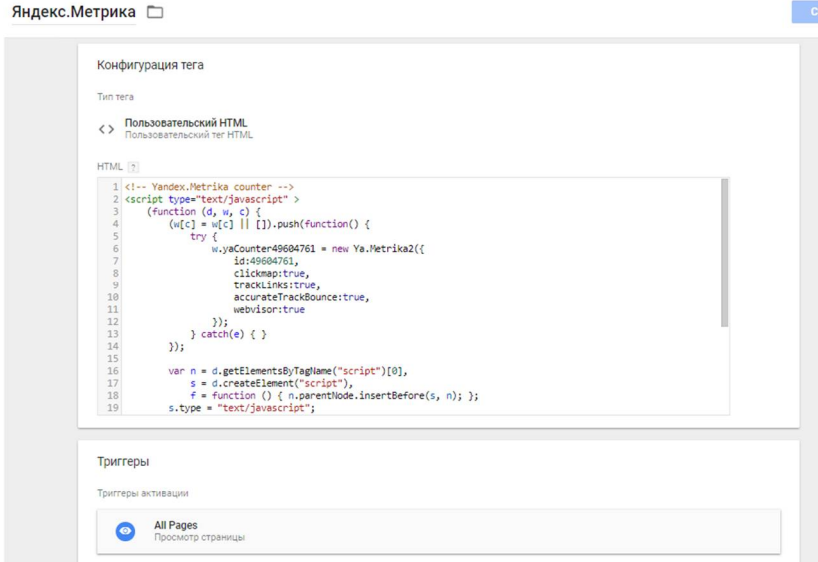 Яндекс.Метрика
С
Конфигурация тега
Тип тега
Пользовательский HTML
Пользовательский тег HTML
HTML ?
1 <!-- Yandex.Metrika counter -->
2 <script type="text/javascript" >
3 (function (d, w, c) {
4 (w[c] = w[c] || []).push(function() {
5 try {
6 w.yaCounter49604761 = new Ya.Metrika2({
7 id:49604761,
8 clickmap:true,
9 trackLinks:true,
10 accurateTrackBounce:true,
11 webvisor:true
12 });
13 } catch(e) { }
14 });
15
16 var n = d.getElementsByTagName("script")[0],
17 s = d.createElement("script"),
18 f = function () { n.parentNode.insertBefore(s, n); };
19 s.type = "text/javascript";
Триггеры
Триггеры активации
All Pages
Просмотр страницы